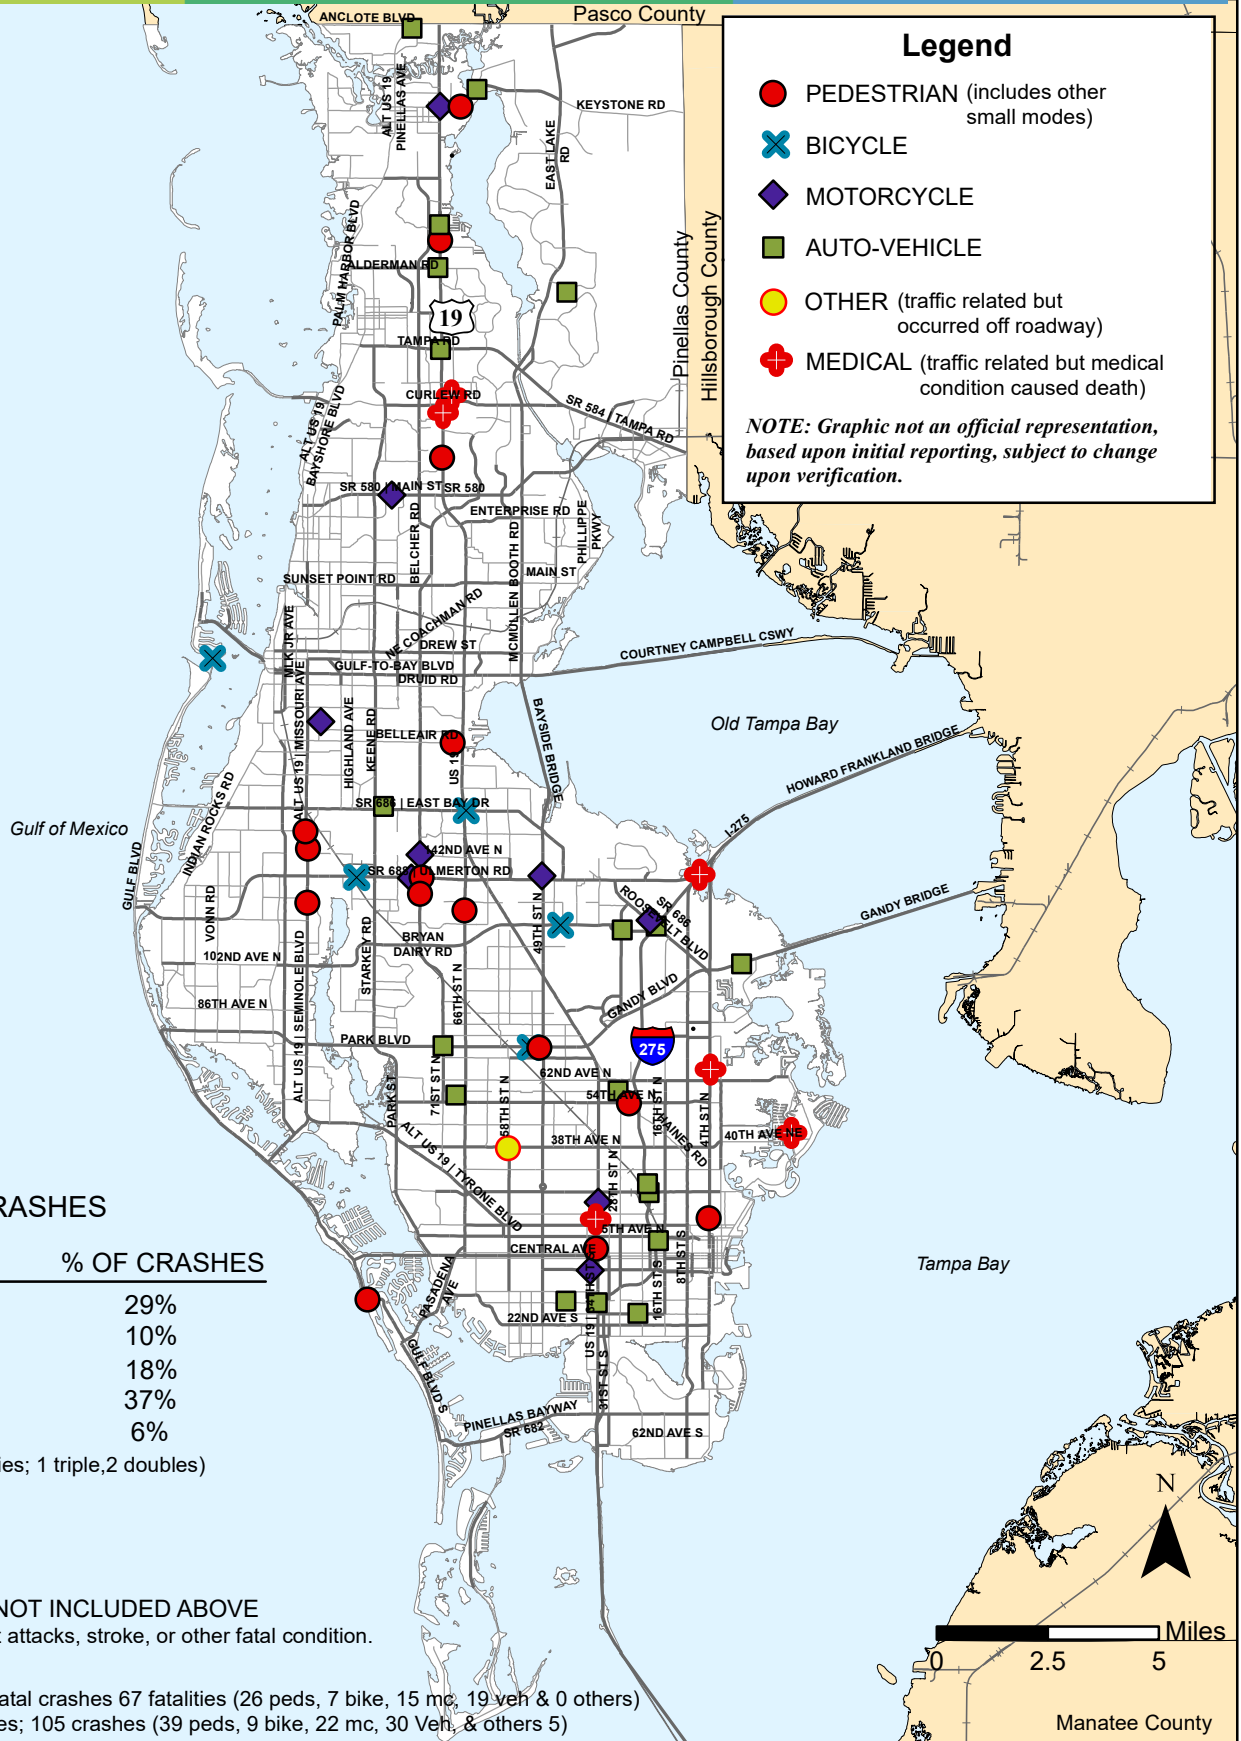 ANCLOTE BLVD
Pasco County
Legend
PEDESTRIAN (includes other
small modes)
BICYCLE
MOTORCYCLE
AUTO-VEHICLE
OTHER (traffic related but
occurred off roadway)
MEDICAL (traffic related but medical
condition caused death)
NOTE: Graphic not an official representation,
based upon initial reporting, subject to change
upon verification.
ALT US 19
PINELLAS AVE
KEYSTONE RD
EAST LAKE
RD
PALM HARBOR BLVD
ALDERMAN RD
Pinellas County
Hillsborough County
19
TAMPA RD
CURLEW RD
SR 584 | TAMPA RD
ALT US 19
BAYSHORE BLVD
SR 580 | MAIN ST
SR 580
ENTERPRISE RD
BELCHER RD
MCMULLEN BOOTH RD
PHILLIPPE
PKWY
MAIN ST
SUNSET POINT RD
NE COACHMAN RD
MLK JR AVE
DREW ST
GULF-TO-BAY BLVD
DRUID RD
COURTNEY CAMPBELL CSWY
ALT US 19 | MISSOURI AVE
HIGHLAND AVE
KEENE RD
BELLEAIR RD
US 19
BAYSIDE BRIDGE
Old Tampa Bay
HOWARD FRANKLAND BRIDGE
I-275
SR 686 | EAST BAY DR
Gulf of Mexico
INDIAN ROCKS RD
GULF BLVD
142ND AVE N
SR 688 | ULMERTON RD
VONN RD
STARKEY RD
49TH ST N
SR 686
ROOSEVELT BLVD
GANDY BRIDGE
BRYAN
DAIRY RD
102ND AVE N
86TH AVE N
66TH ST N
GANDY BLVD
ALT US 19 | SEMINOLE BLVD
PARK BLVD
275
62ND AVE N
71ST ST N
PARK ST
58TH ST N
54TH AVE N
16TH ST N
HAINES RD
4TH ST N
40TH AVE NE
38TH AVE N
ALT US 19 | TYRONE BLVD
28TH ST N
5TH AVE N
CENTRAL AVE
8TH ST S
16TH ST S
PASADENA
AVE
22ND AVE S
US 19 | 34TH ST S
31ST ST S
GULF BLVD S
PINELLAS BAYWAY
SR 682
62ND AVE S
Tampa Bay
RASHES
% OF CRASHES
29%
10%
18%
37%
6%
ies; 1 triple,2 doubles)
NOT INCLUDED ABOVE
t attacks, stroke, or other fatal condition.
atal crashes 67 fatalities (26 peds, 7 bike, 15 mc, 19 veh & 0 others)
es; 105 crashes (39 peds, 9 bike, 22 mc, 30 Veh, & others 5)
N
Miles
0 2.5 5
Manatee County